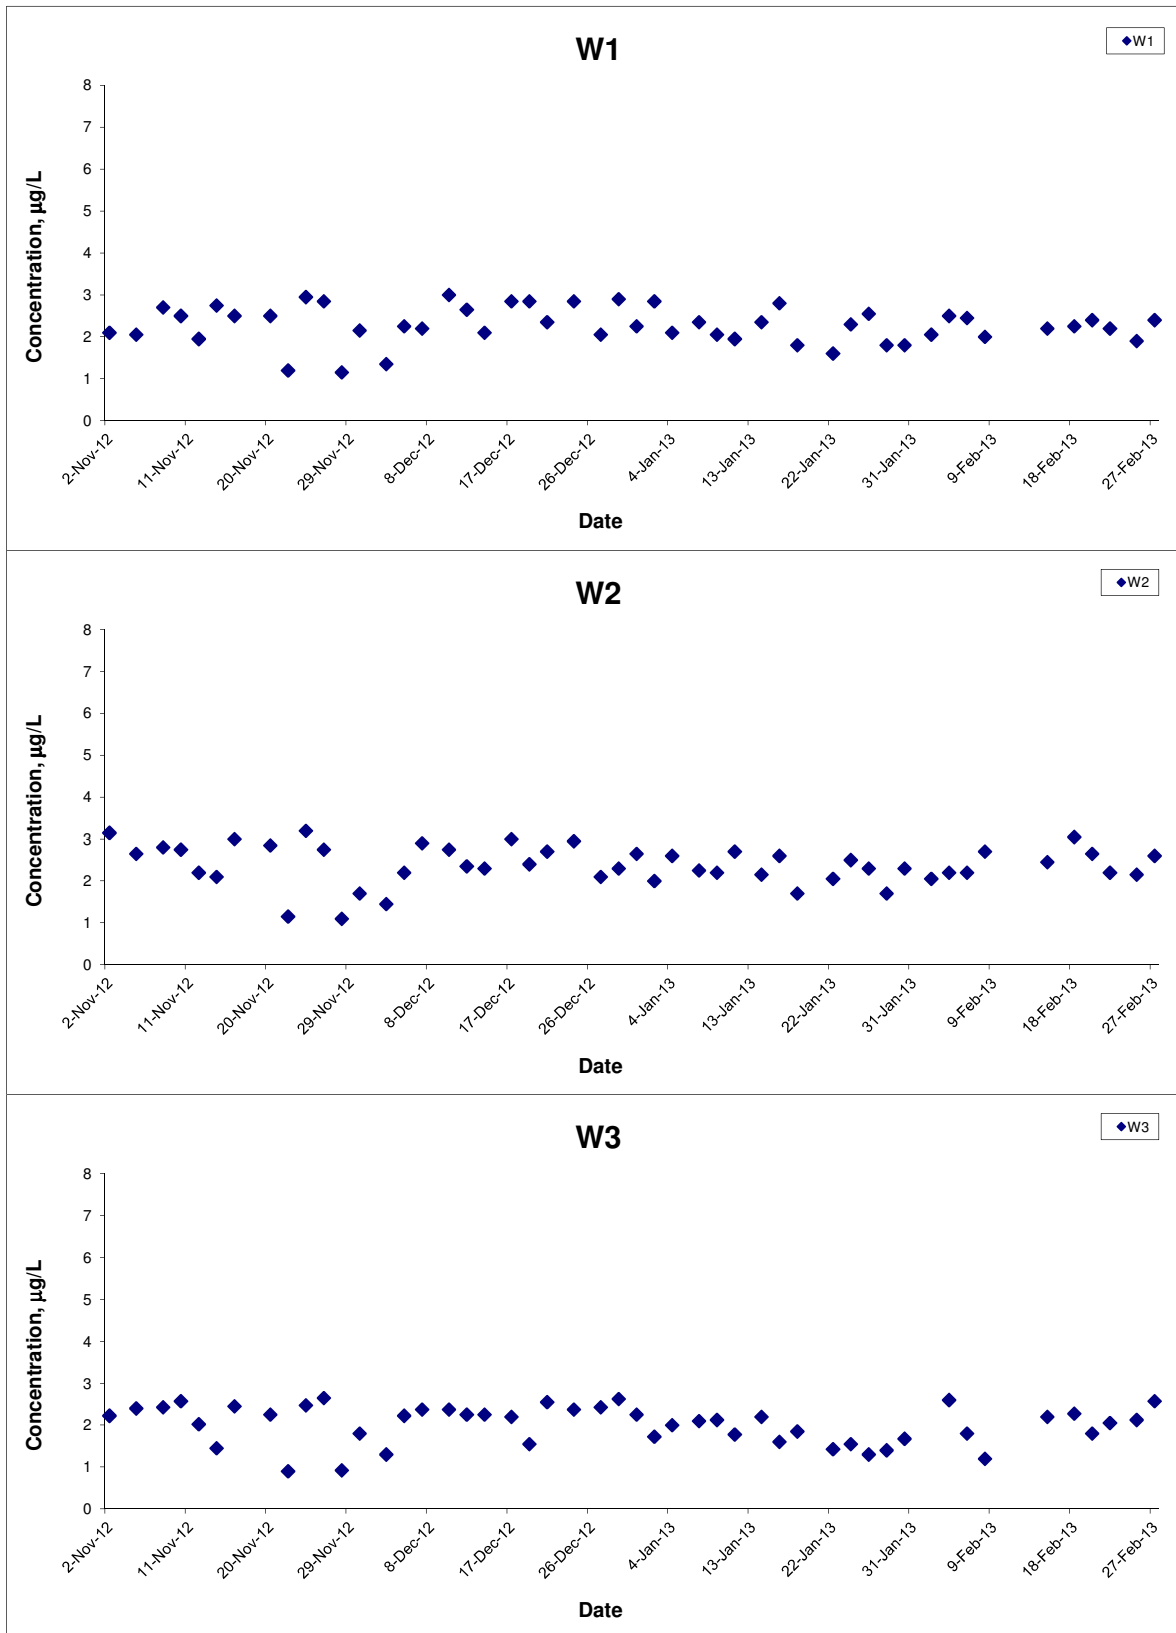 W1
W1
8
7
6
5
4
3
2
1
0
Concentration, µg/L
2-Nov-12
11-Nov-12
20-Nov-12
29-Nov-12
8-Dec-12
17-Dec-12
26-Dec-12
4-Jan-13
13-Jan-13
22-Jan-13
31-Jan-13
9-Feb-13
18-Feb-13
27-Feb-13
Date
W2
W2
8
7
6
5
4
3
2
1
0
Concentration, µg/L
2-Nov-12
11-Nov-12
20-Nov-12
29-Nov-12
8-Dec-12
17-Dec-12
26-Dec-12
4-Jan-13
13-Jan-13
22-Jan-13
31-Jan-13
9-Feb-13
18-Feb-13
27-Feb-13
Date
W3
W3
8
7
6
5
4
3
2
1
0
Concentration, µg/L
2-Nov-12
11-Nov-12
20-Nov-12
29-Nov-12
8-Dec-12
17-Dec-12
26-Dec-12
4-Jan-13
13-Jan-13
22-Jan-13
31-Jan-13
9-Feb-13
18-Feb-13
27-Feb-13
Date